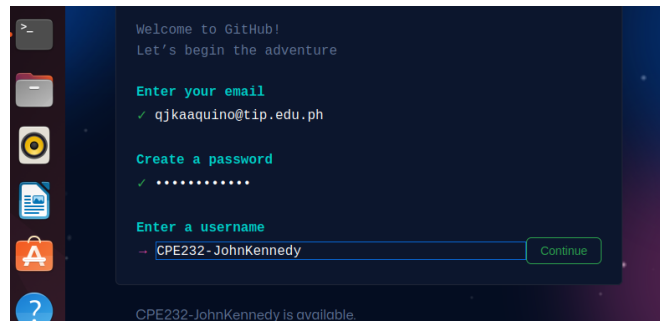 Welcome to GitHub!
Let's begin the adventure
Enter your email
✓ qjkaaquino@tip.edu.ph
Create a password
✓ ••••••••••••
Enter a username
→ CPE232-JohnKennedy
Continue
CPE232-JohnKennedy is available.